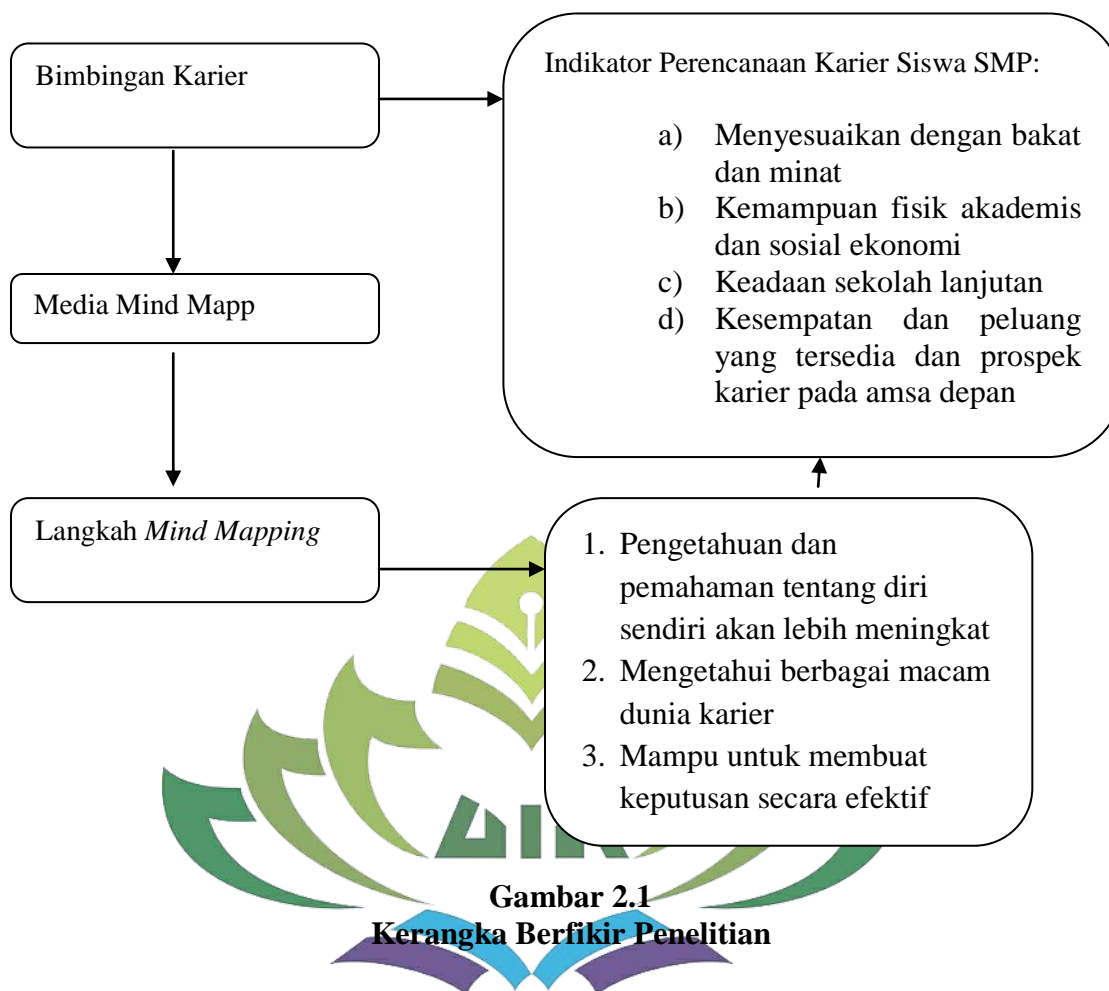 Bimbingan Karier
Indikator Perencanaan Karier Siswa SMP:
a) Menyesuaikan dengan bakat
dan minat
b) Kemampuan fisik akademis
dan sosial ekonomi
c) Keadaan sekolah lanjutan
d) Kesempatan dan peluang
yang tersedia dan prospek
karier pada amsa depan
Media Mind Mapp
Langkah Mind Mapping
1. Pengetahuan dan
pemahaman tentang diri
sendiri akan lebih meningkat
2. Mengetahui berbagai macam
dunia karier
3. Mampu untuk membuat
keputusan secara efektif
Gambar 2.1
Kerangka Berfikir Penelitian